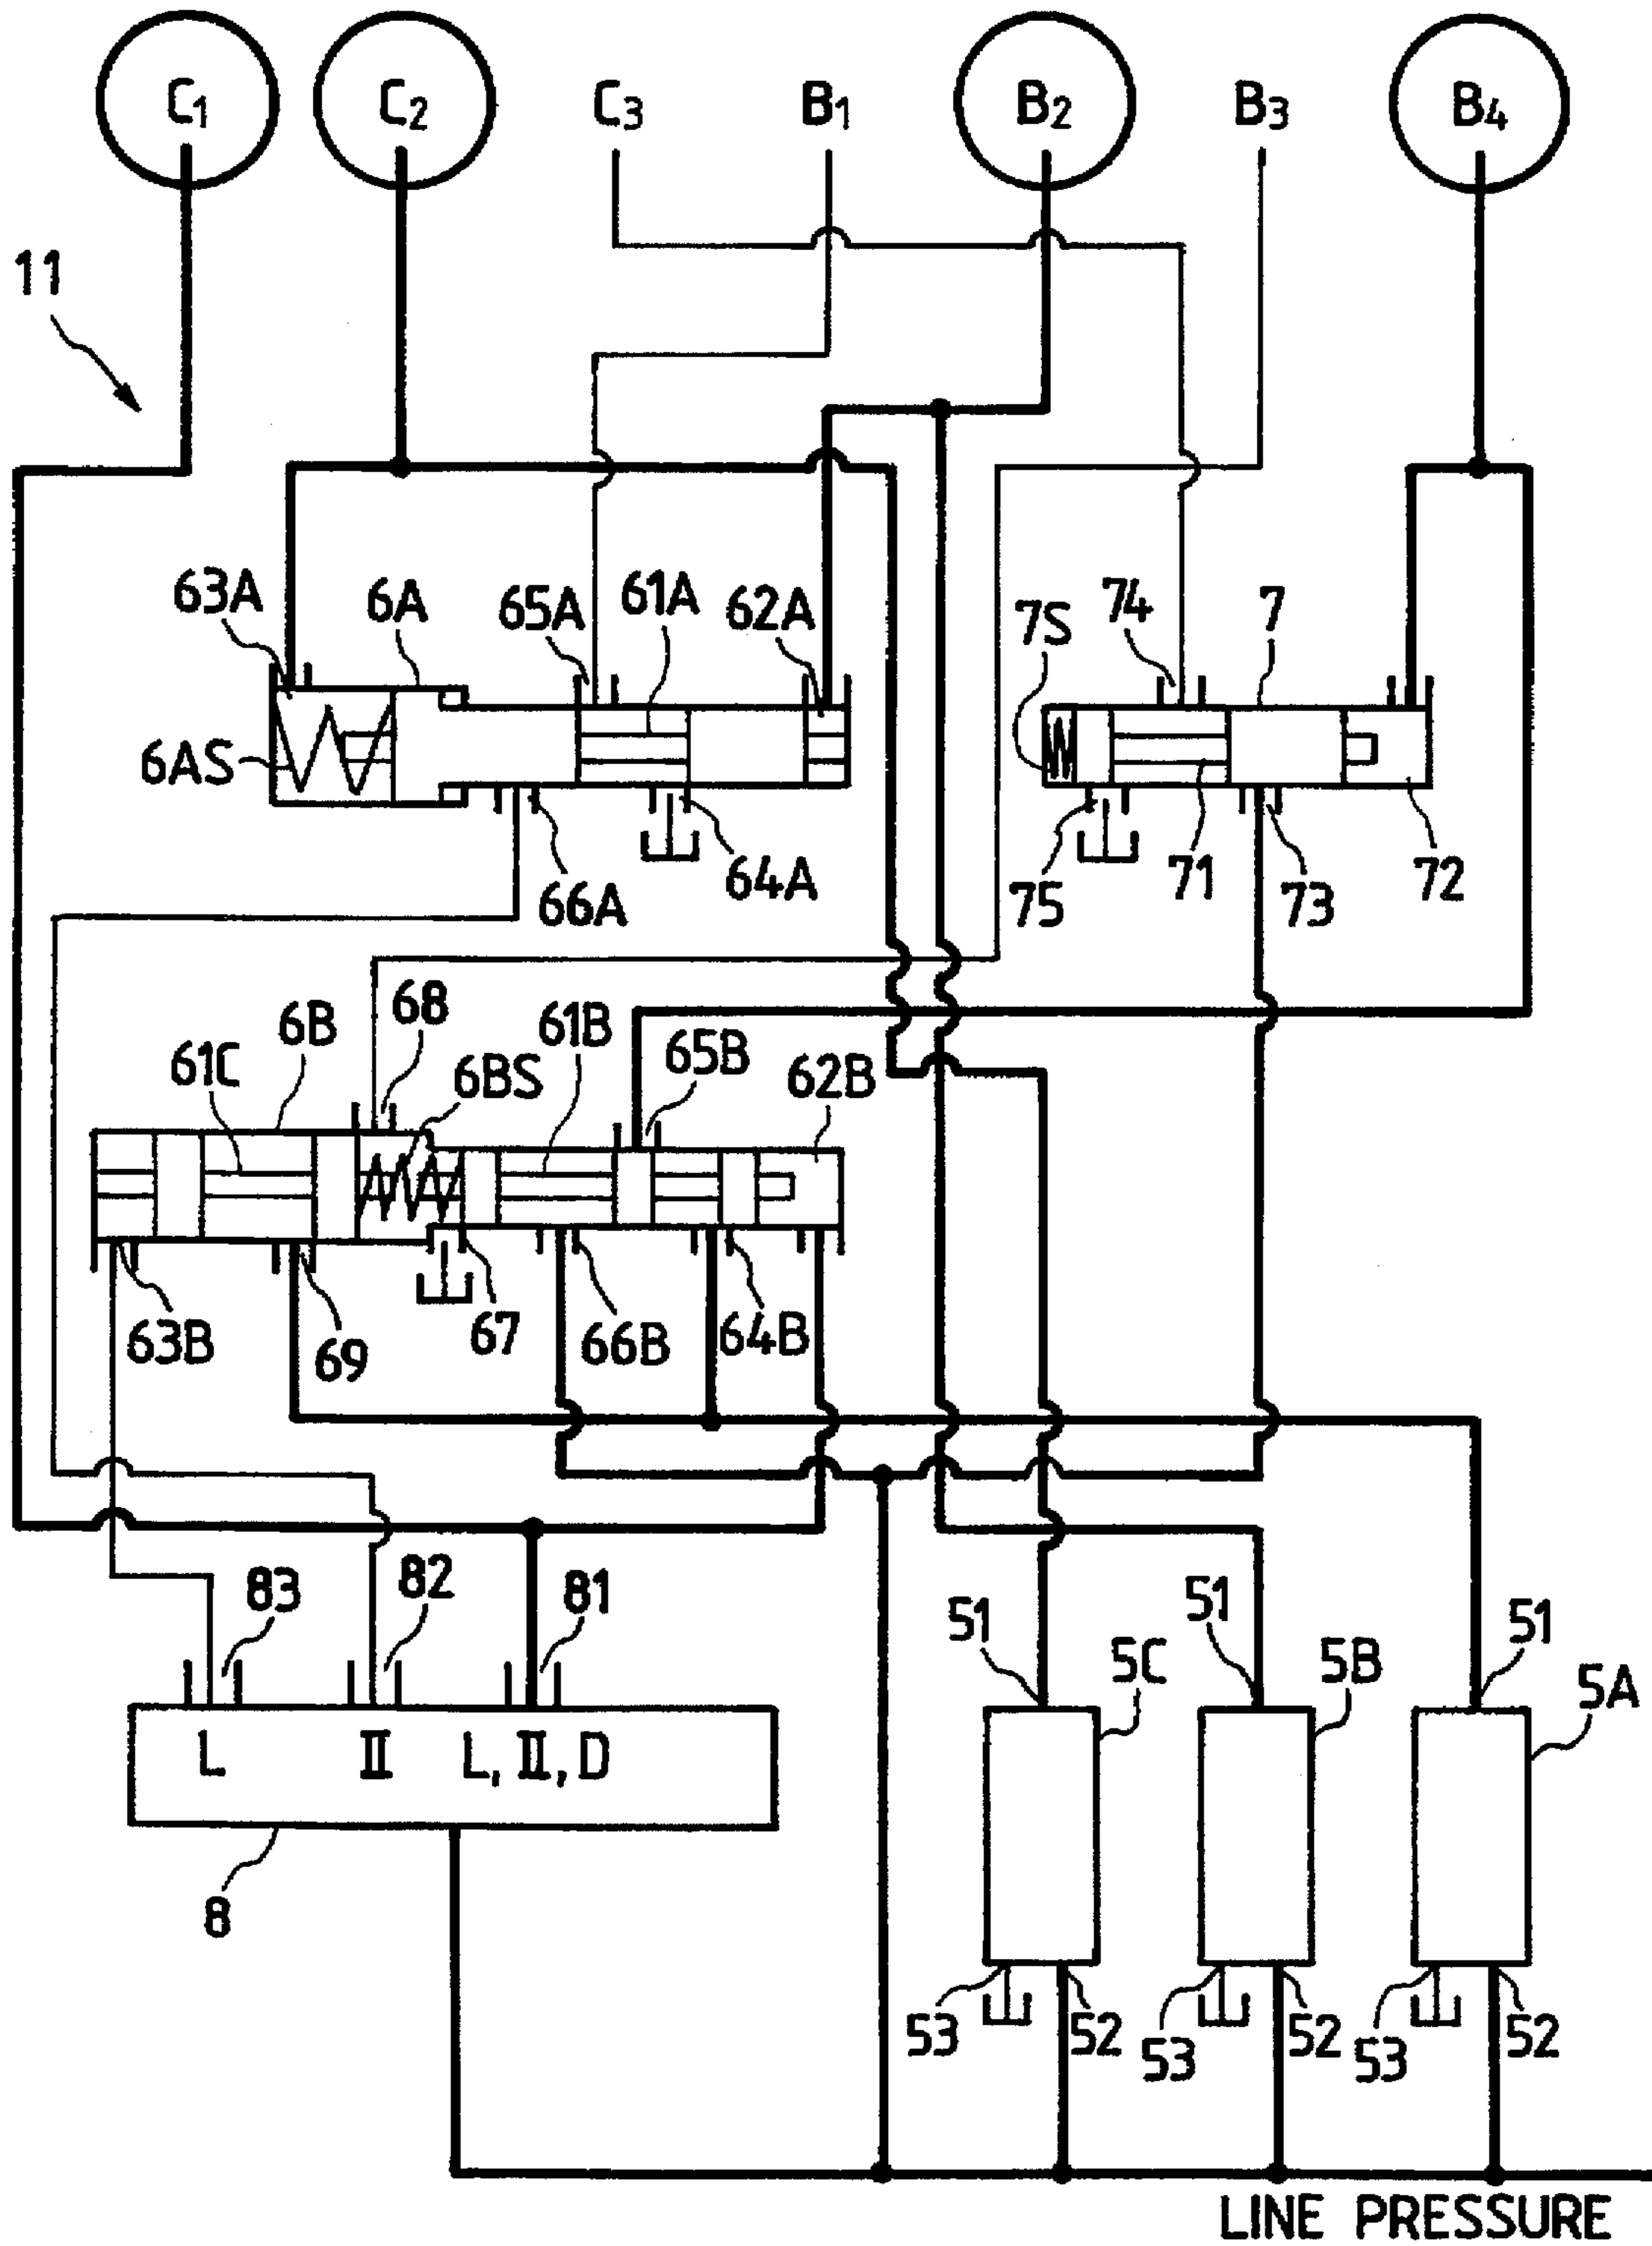 C1 C2 C3 B1 B2 B3 B4
11
63A 6A 65A 61A 62A 7S 74 7
6AS
66A 64A 75 71 73 72
61C 6B 68 6BS 61B 65B 62B
63B 69 67 66B 64B
83 82 81 51 51 51
5C 5B 5A
L II L, II, D
8
53 52 53 52 53 52
LINE PRESSURE